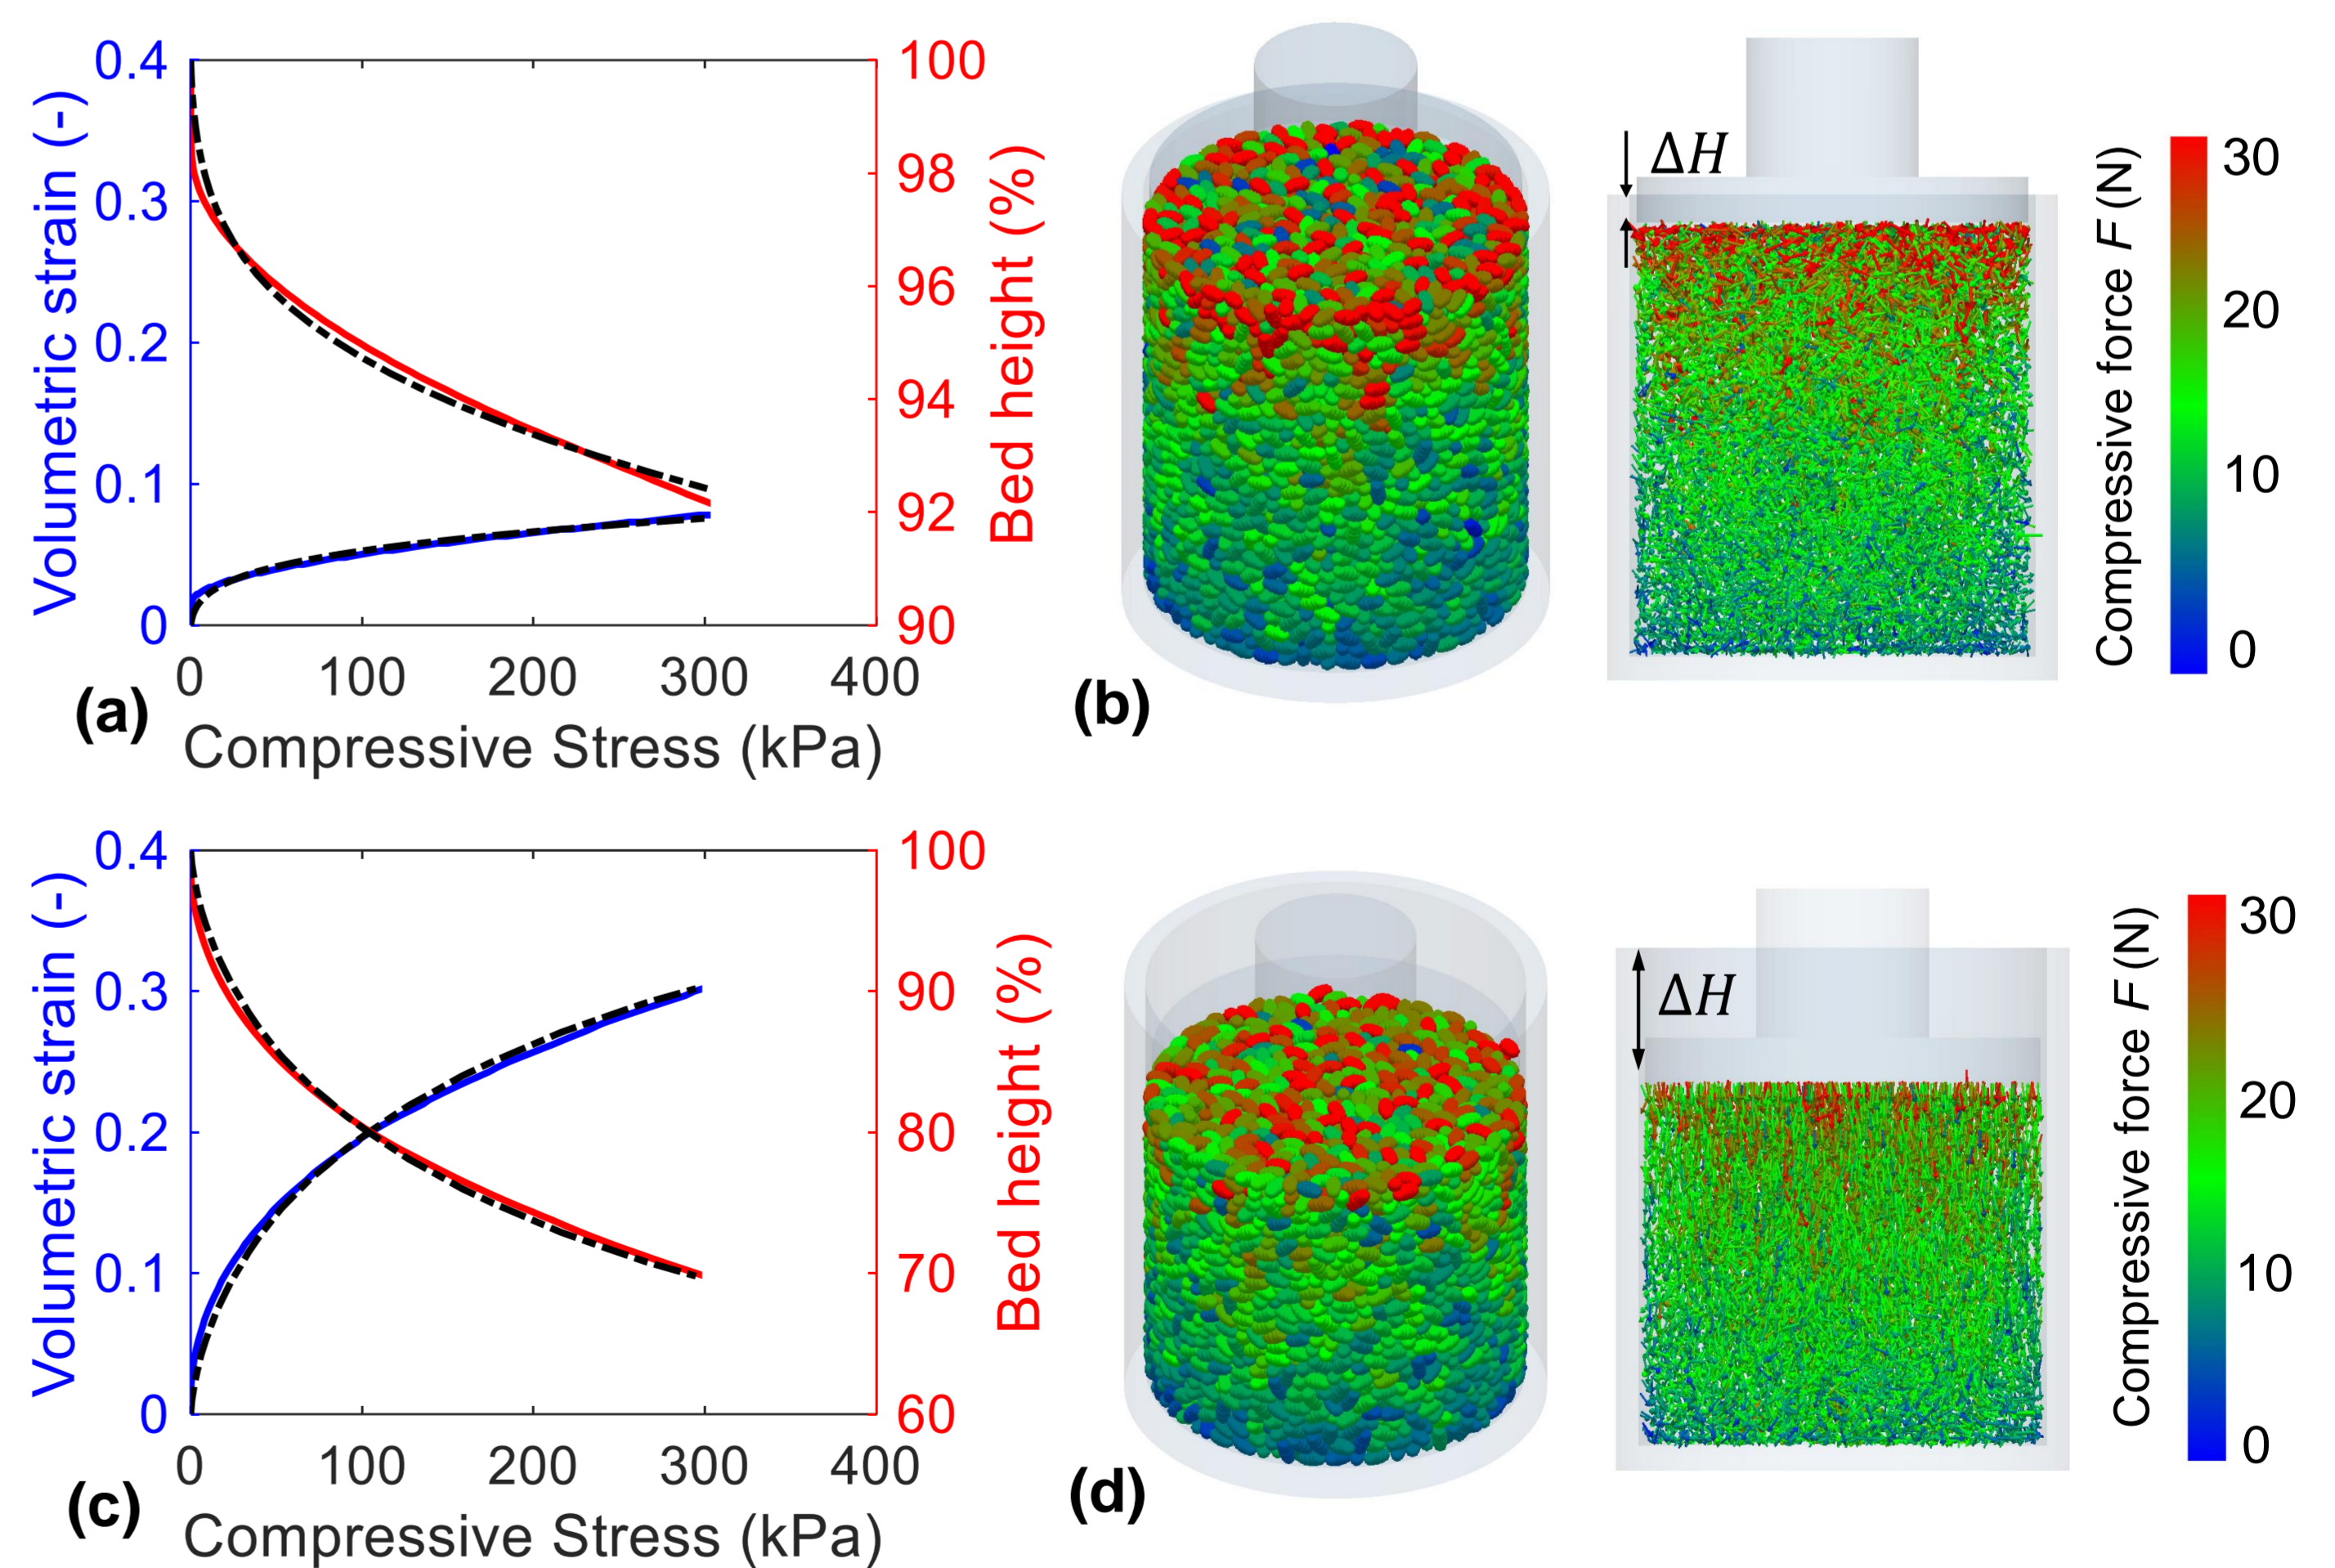 0.4
0.3
0.2
0.1
0
Volumetric strain (-)
100
98
96
94
92
90
Bed height (%)
0 100 200 300 400
Compressive Stress (kPa)
(a)
ΔH
Compressive force F (N)
30
20
10
0
(b)
0.4
0.3
0.2
0.1
0
Volumetric strain (-)
100
90
80
70
60
Bed height (%)
0 100 200 300 400
Compressive Stress (kPa)
(c)
ΔH
Compressive force F (N)
30
20
10
0
(d)